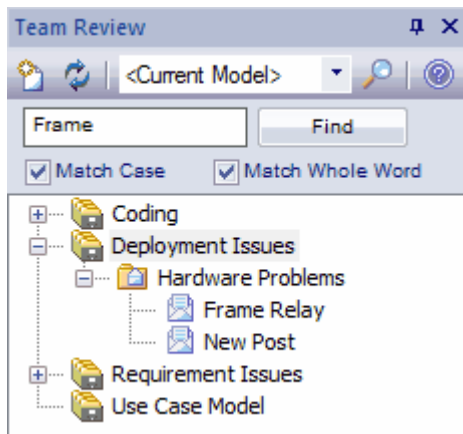 Team Review
<Current Model>
Frame
Find
Match Case
Match Whole Word
Coding
Deployment Issues
Hardware Problems
Frame Relay
New Post
Requirement Issues
Use Case Model